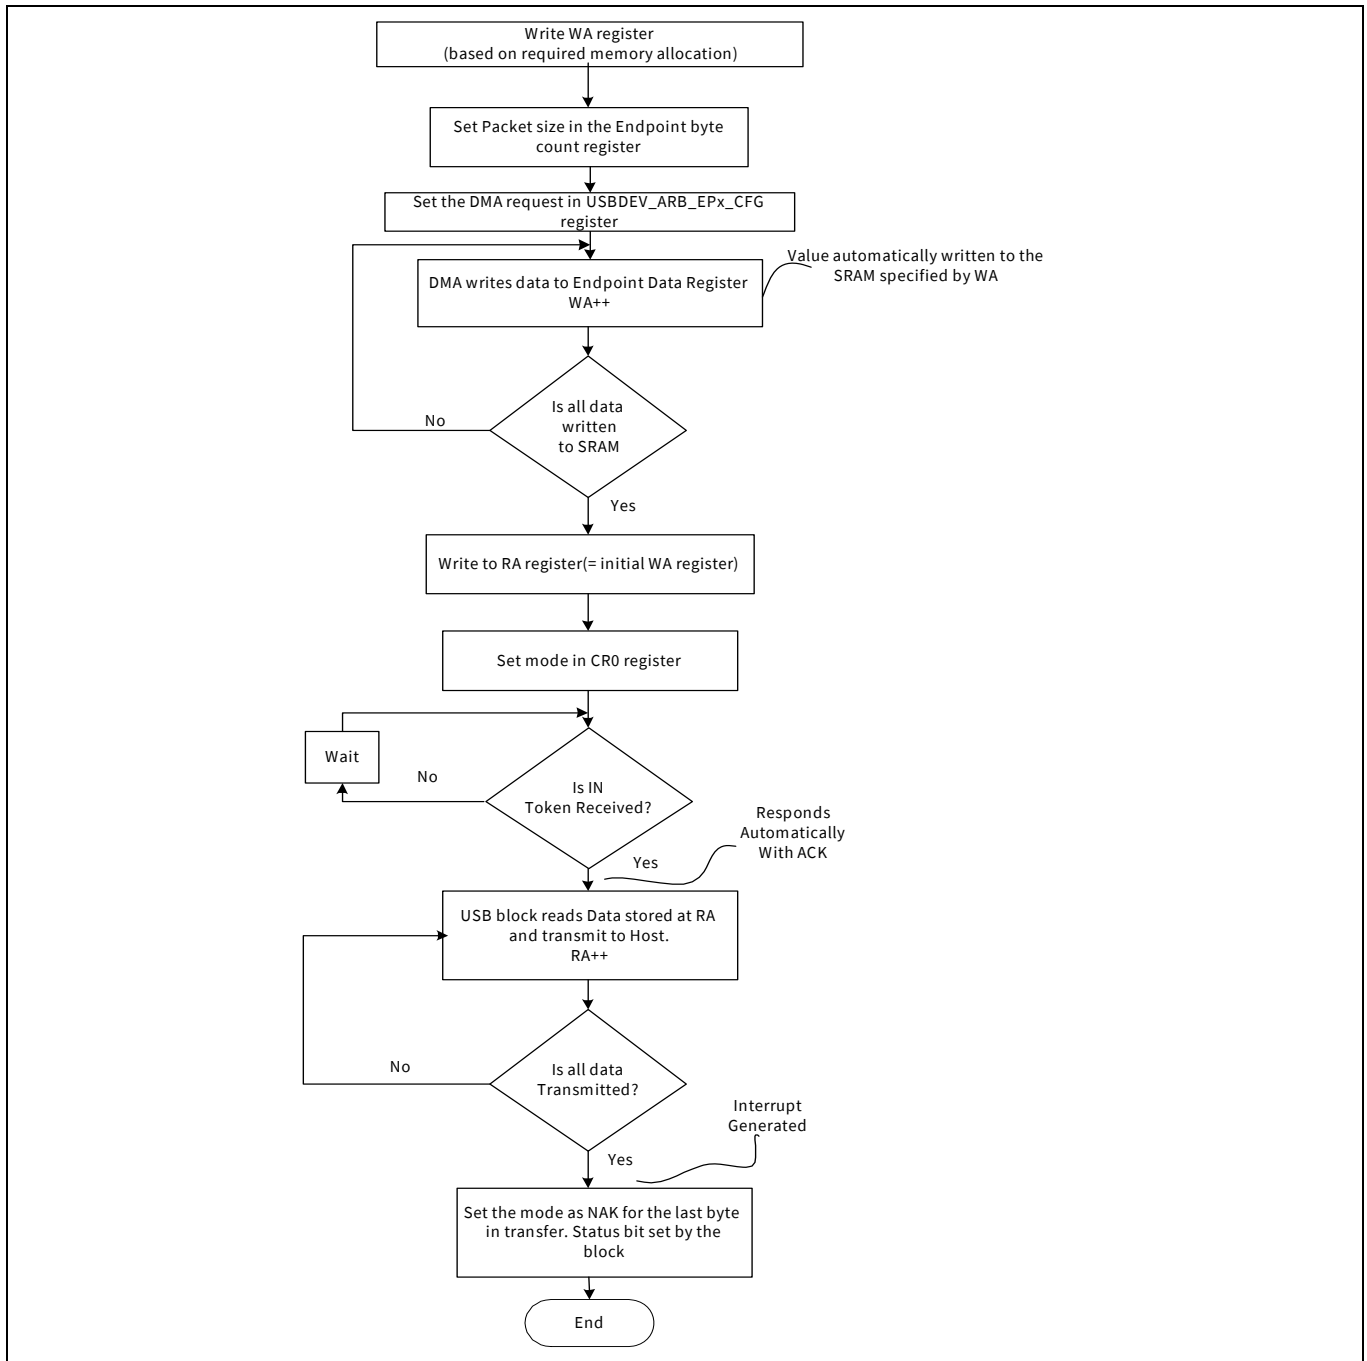 Write WA register
(based on required memory allocation)
Set Packet size in the Endpoint byte
count register
Set the DMA request in USBDEV_ARB_EPx_CFG
register
Value automatically written to the
SRAM specified by WA
DMA writes data to Endpoint Data Register
WA++
Is all data
written
to SRAM
No
Yes
Write to RA register(= initial WA register)
Set mode in CR0 register
Wait
No
Is IN
Token Received?
Responds
Automatically
With ACK
Yes
USB block reads Data stored at RA
and transmit to Host.
RA++
No
Is all data
Transmitted?
Interrupt
Generated
Yes
Set the mode as NAK for the last byte
in transfer. Status bit set by the
block
End